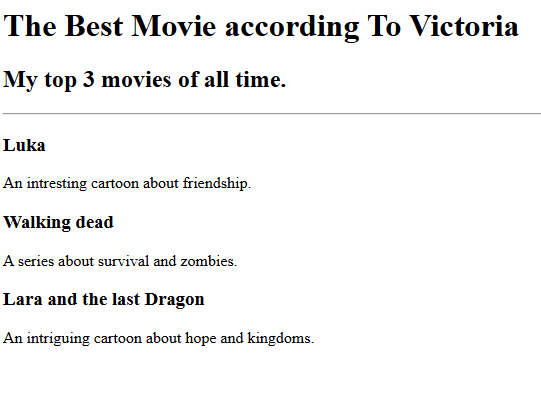 The Best Movie according To Victoria
My top 3 movies of all time.
Luka
An intresting cartoon about friendship.
Walking dead
A series about survival and zombies.
Lara and the last Dragon
An intriguing cartoon about hope and kingdoms.